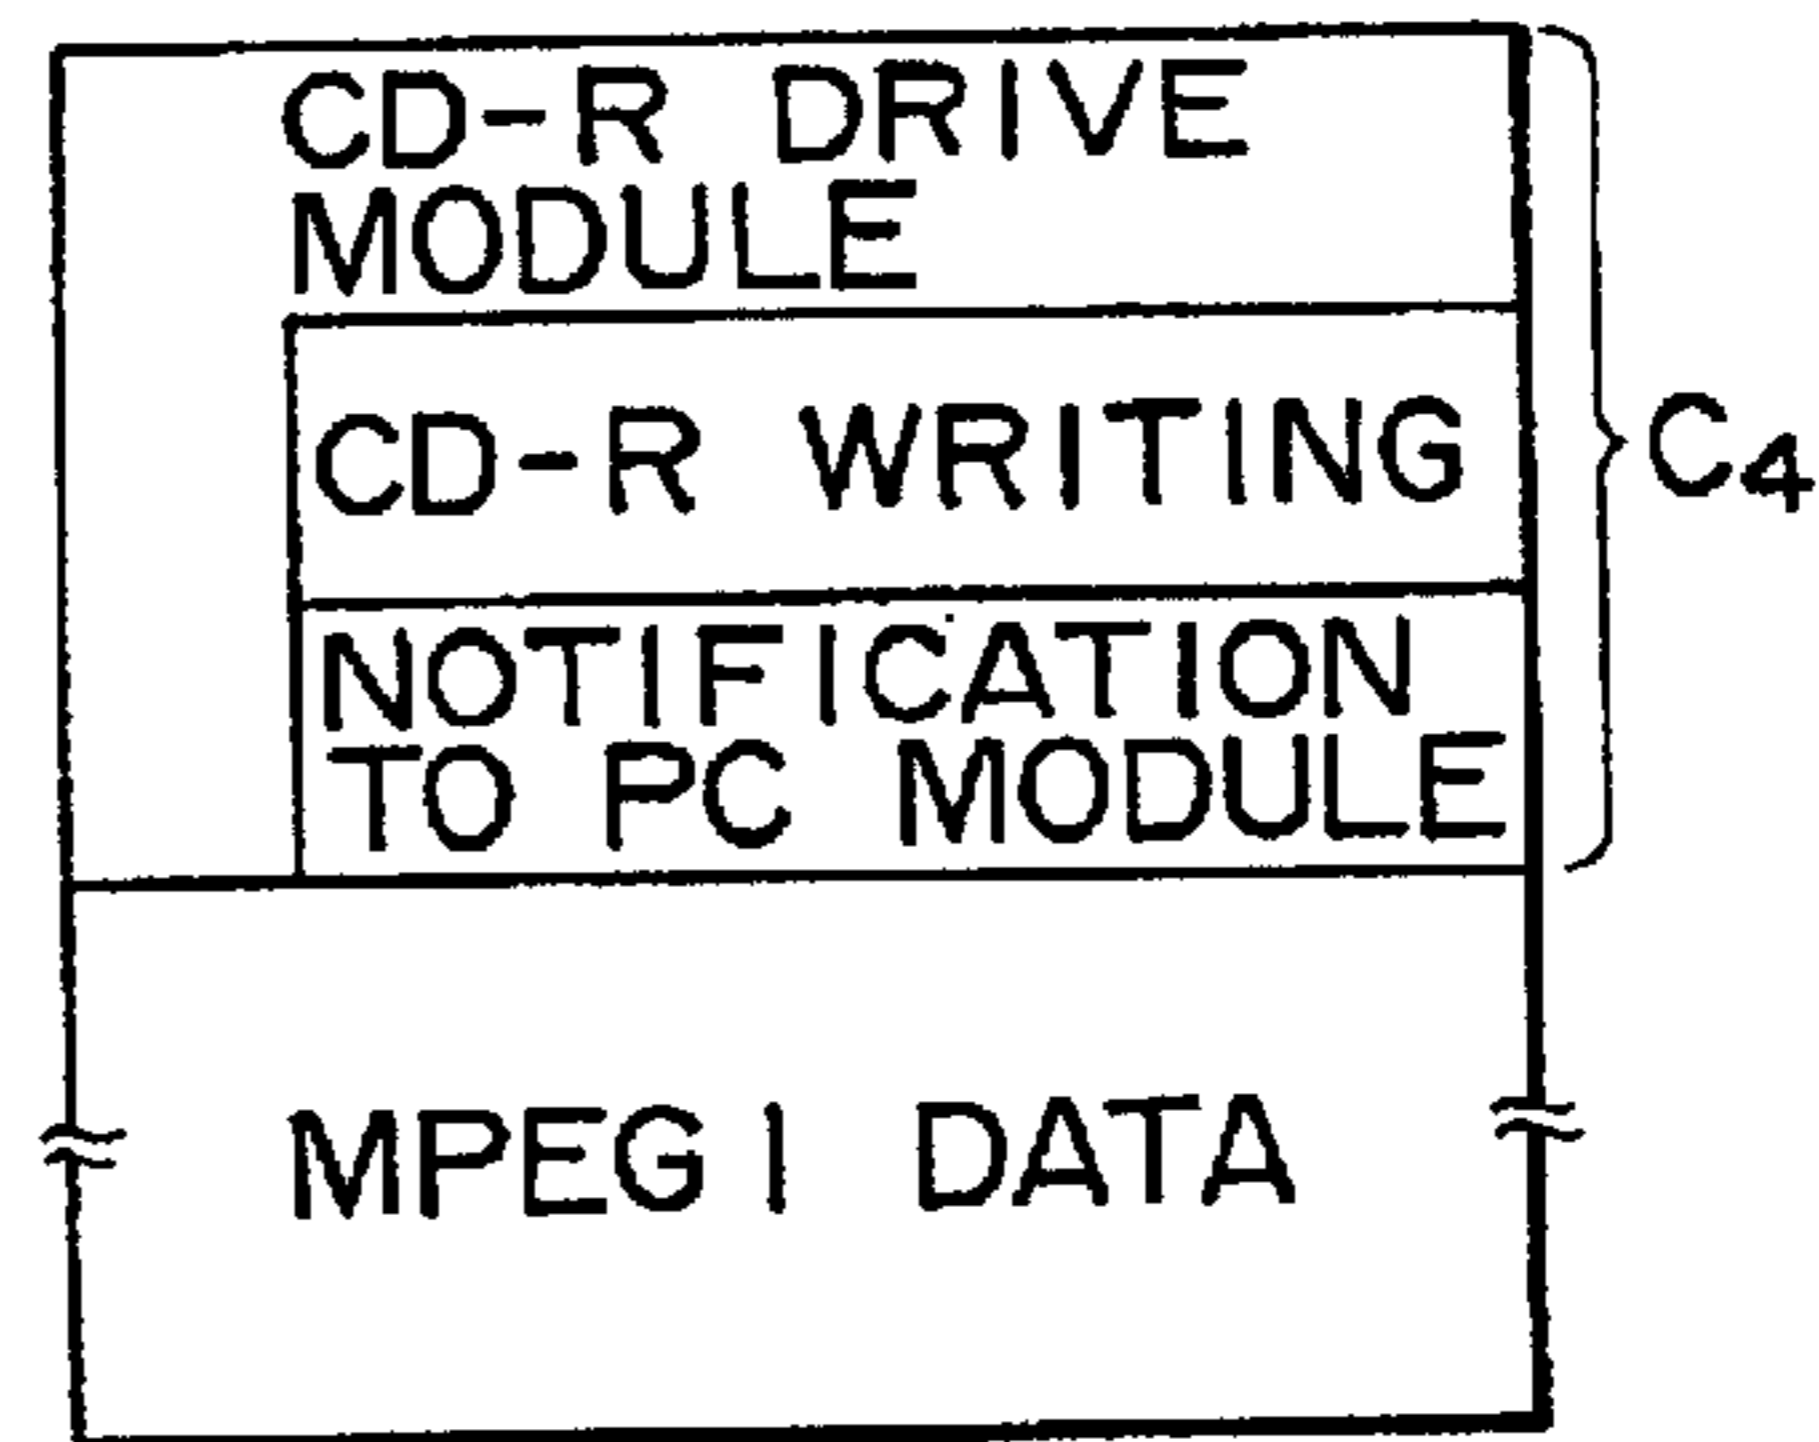 CD-R DRIVE
MODULE
CD-R WRITING
C4
NOTIFICATION
TO PC MODULE
MPEG1 DATA